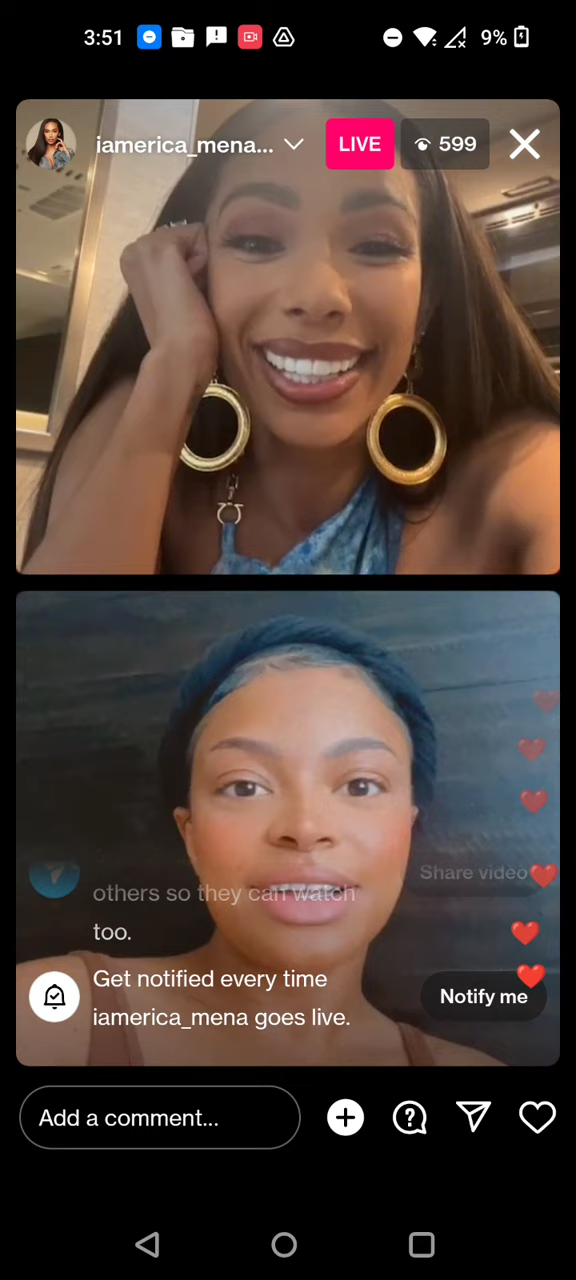 3:51 9%
iamerica_mena... LIVE 599
Share video
others so they can watch
too.
Get notified every time
iamerica_mena goes live.
Notify me
Add a comment...